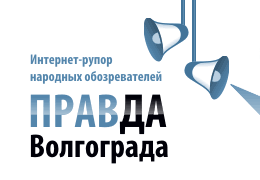 Интернет-рупор
народных обозревателей
ПРАВДА
Волгограда